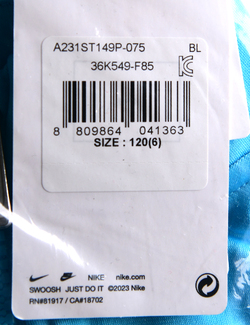 A231ST149P-075 BL
36K549-F85
8 809864 041363
SIZE : 120(6)
NIKE nike.com
SWOOSH JUST DO IT ©2023 Nike
RN#81917 / CA#18702